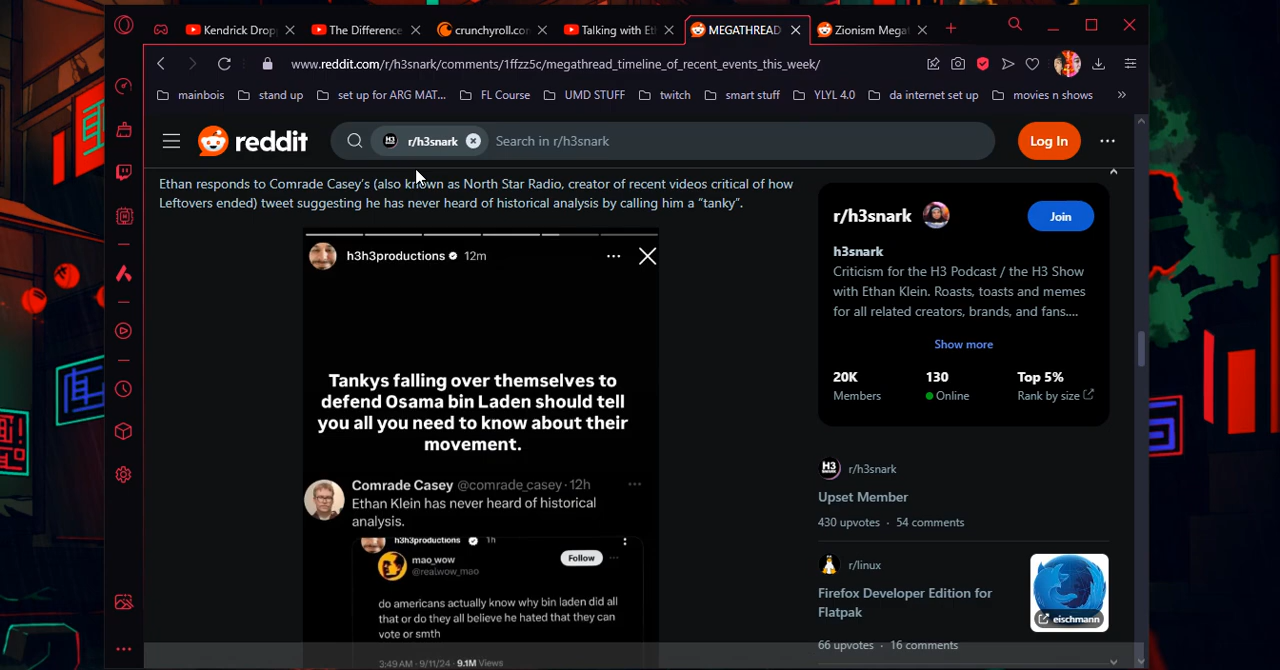 Kendrick Drop
The Difference
crunchyroll.co
Talking with Et
MEGATHREAD
Zionism Mega
www.reddit.com/r/h3snark/comments/1ffzz5c/megathread_timeline_of_recent_events_this_week/
mainbois
stand up
set up for ARG MAT...
FL Course
UMD STUFF
twitch
smart stuff
YLYL 4.0
da internet set up
movies n shows
reddit
r/h3snark
Search in r/h3snark
Log In
Ethan responds to Comrade Casey's (also known as North Star Radio, creator of recent videos critical of how
Leftovers ended) tweet suggesting he has never heard of historical analysis by calling him a "tanky".
h3h3productions 12m
Tankys falling over themselves to
defend Osama bin Laden should tell
you all you need to know about their
movement.
Comrade Casey @comrade_casey · 12h
Ethan Klein has never heard of historical
analysis.
h3h3productions 1h
mao_wow
@realwow_mao
Follow
do americans actually know why bin laden did all
that or do they all believe he hated that they can
vote or smth
3:49 AM · 9/11/24 · 9.1M Views
r/h3snark
Join
h3snark
Criticism for the H3 Podcast / the H3 Show
with Ethan Klein. Roasts, toasts and memes
for all related creators, brands, and fans....
Show more
20K 130 Top 5%
Members Online Rank by size
H3 r/h3snark
Upset Member
430 upvotes · 54 comments
r/linux
Firefox Developer Edition for
Flatpak
eischmann
66 upvotes · 16 comments